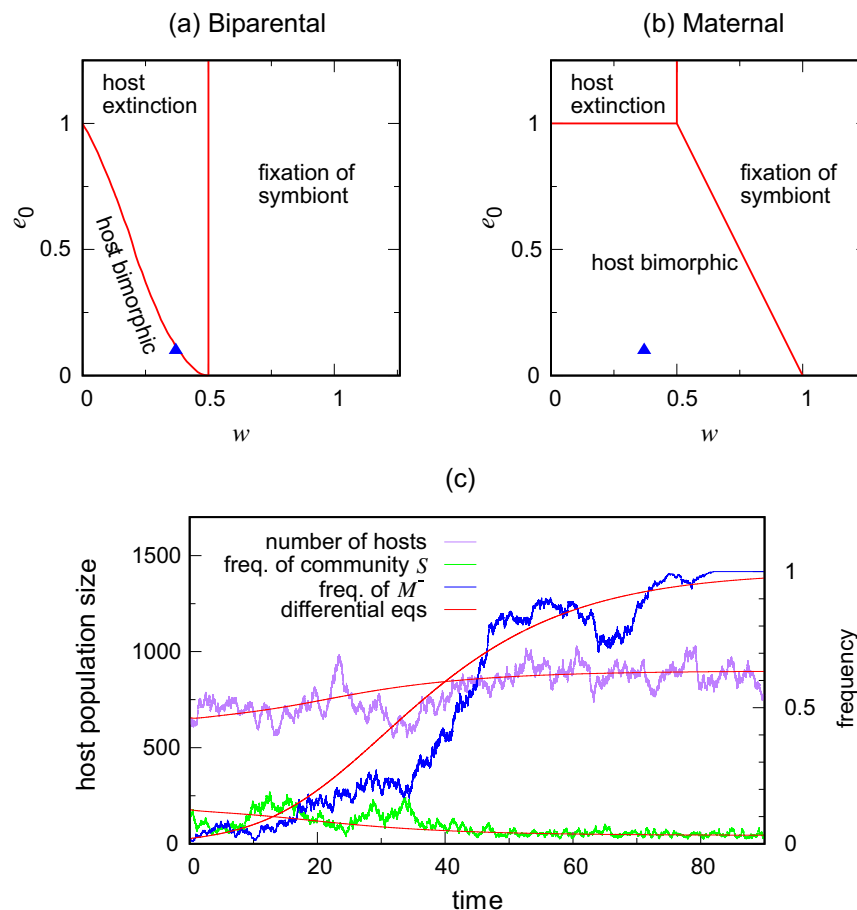 (a) Biparental
(b) Maternal
host
extinction
fixation of
symbiont
host bimorphic
e0
1
0.5
0
0
0.5
1
w
host
extinction
fixation of
symbiont
host bimorphic
e0
1
0.5
0
0
0.5
1
w
(c)
number of hosts
freq. of community S
freq. of M-
differential eqs
host population size
1500
1250
1000
750
500
250
0
1
0.5
0
frequency
0
20
40
60
80
time